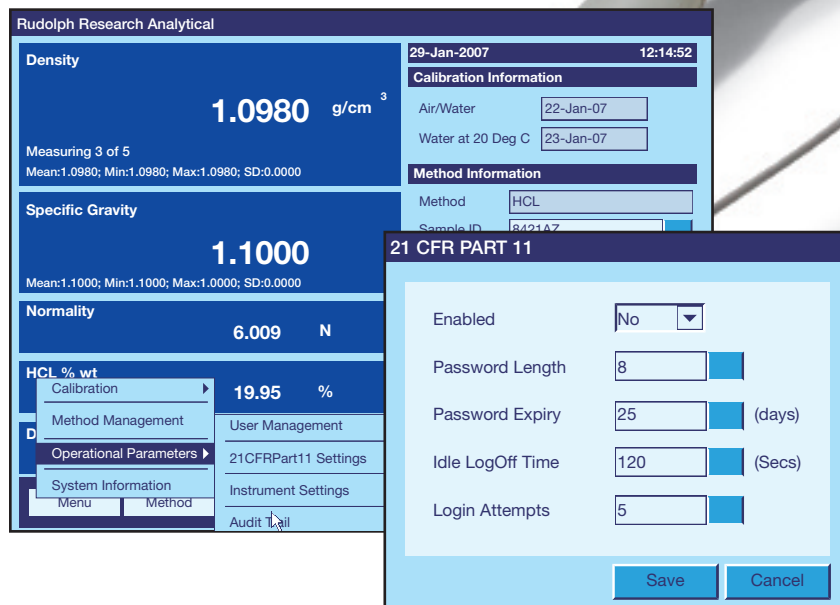 Rudolph Research Analytical
Density
1.0980 g/cm 3
Measuring 3 of 5
Mean:1.0980; Min:1.0980; Max:1.0980; SD:0.0000
Specific Gravity
1.1000
Mean:1.1000; Min:1.1000; Max:1.0000; SD:0.0000
Normality
6.009 N
HCL % wt
19.95 %
D
Calibration
Method Management
Operational Parameters
System Information
User Management
21CFRPart11 Settings
Instrument Settings
Audit Trail
Menu Method
29-Jan-2007 12:14:52
Calibration Information
Air/Water 22-Jan-07
Water at 20 Deg C 23-Jan-07
Method Information
Method HCL
Sample ID 8421AZ
21 CFR PART 11
Enabled No
Password Length 8
Password Expiry 25 (days)
Idle LogOff Time 120 (Secs)
Login Attempts 5
Save Cancel